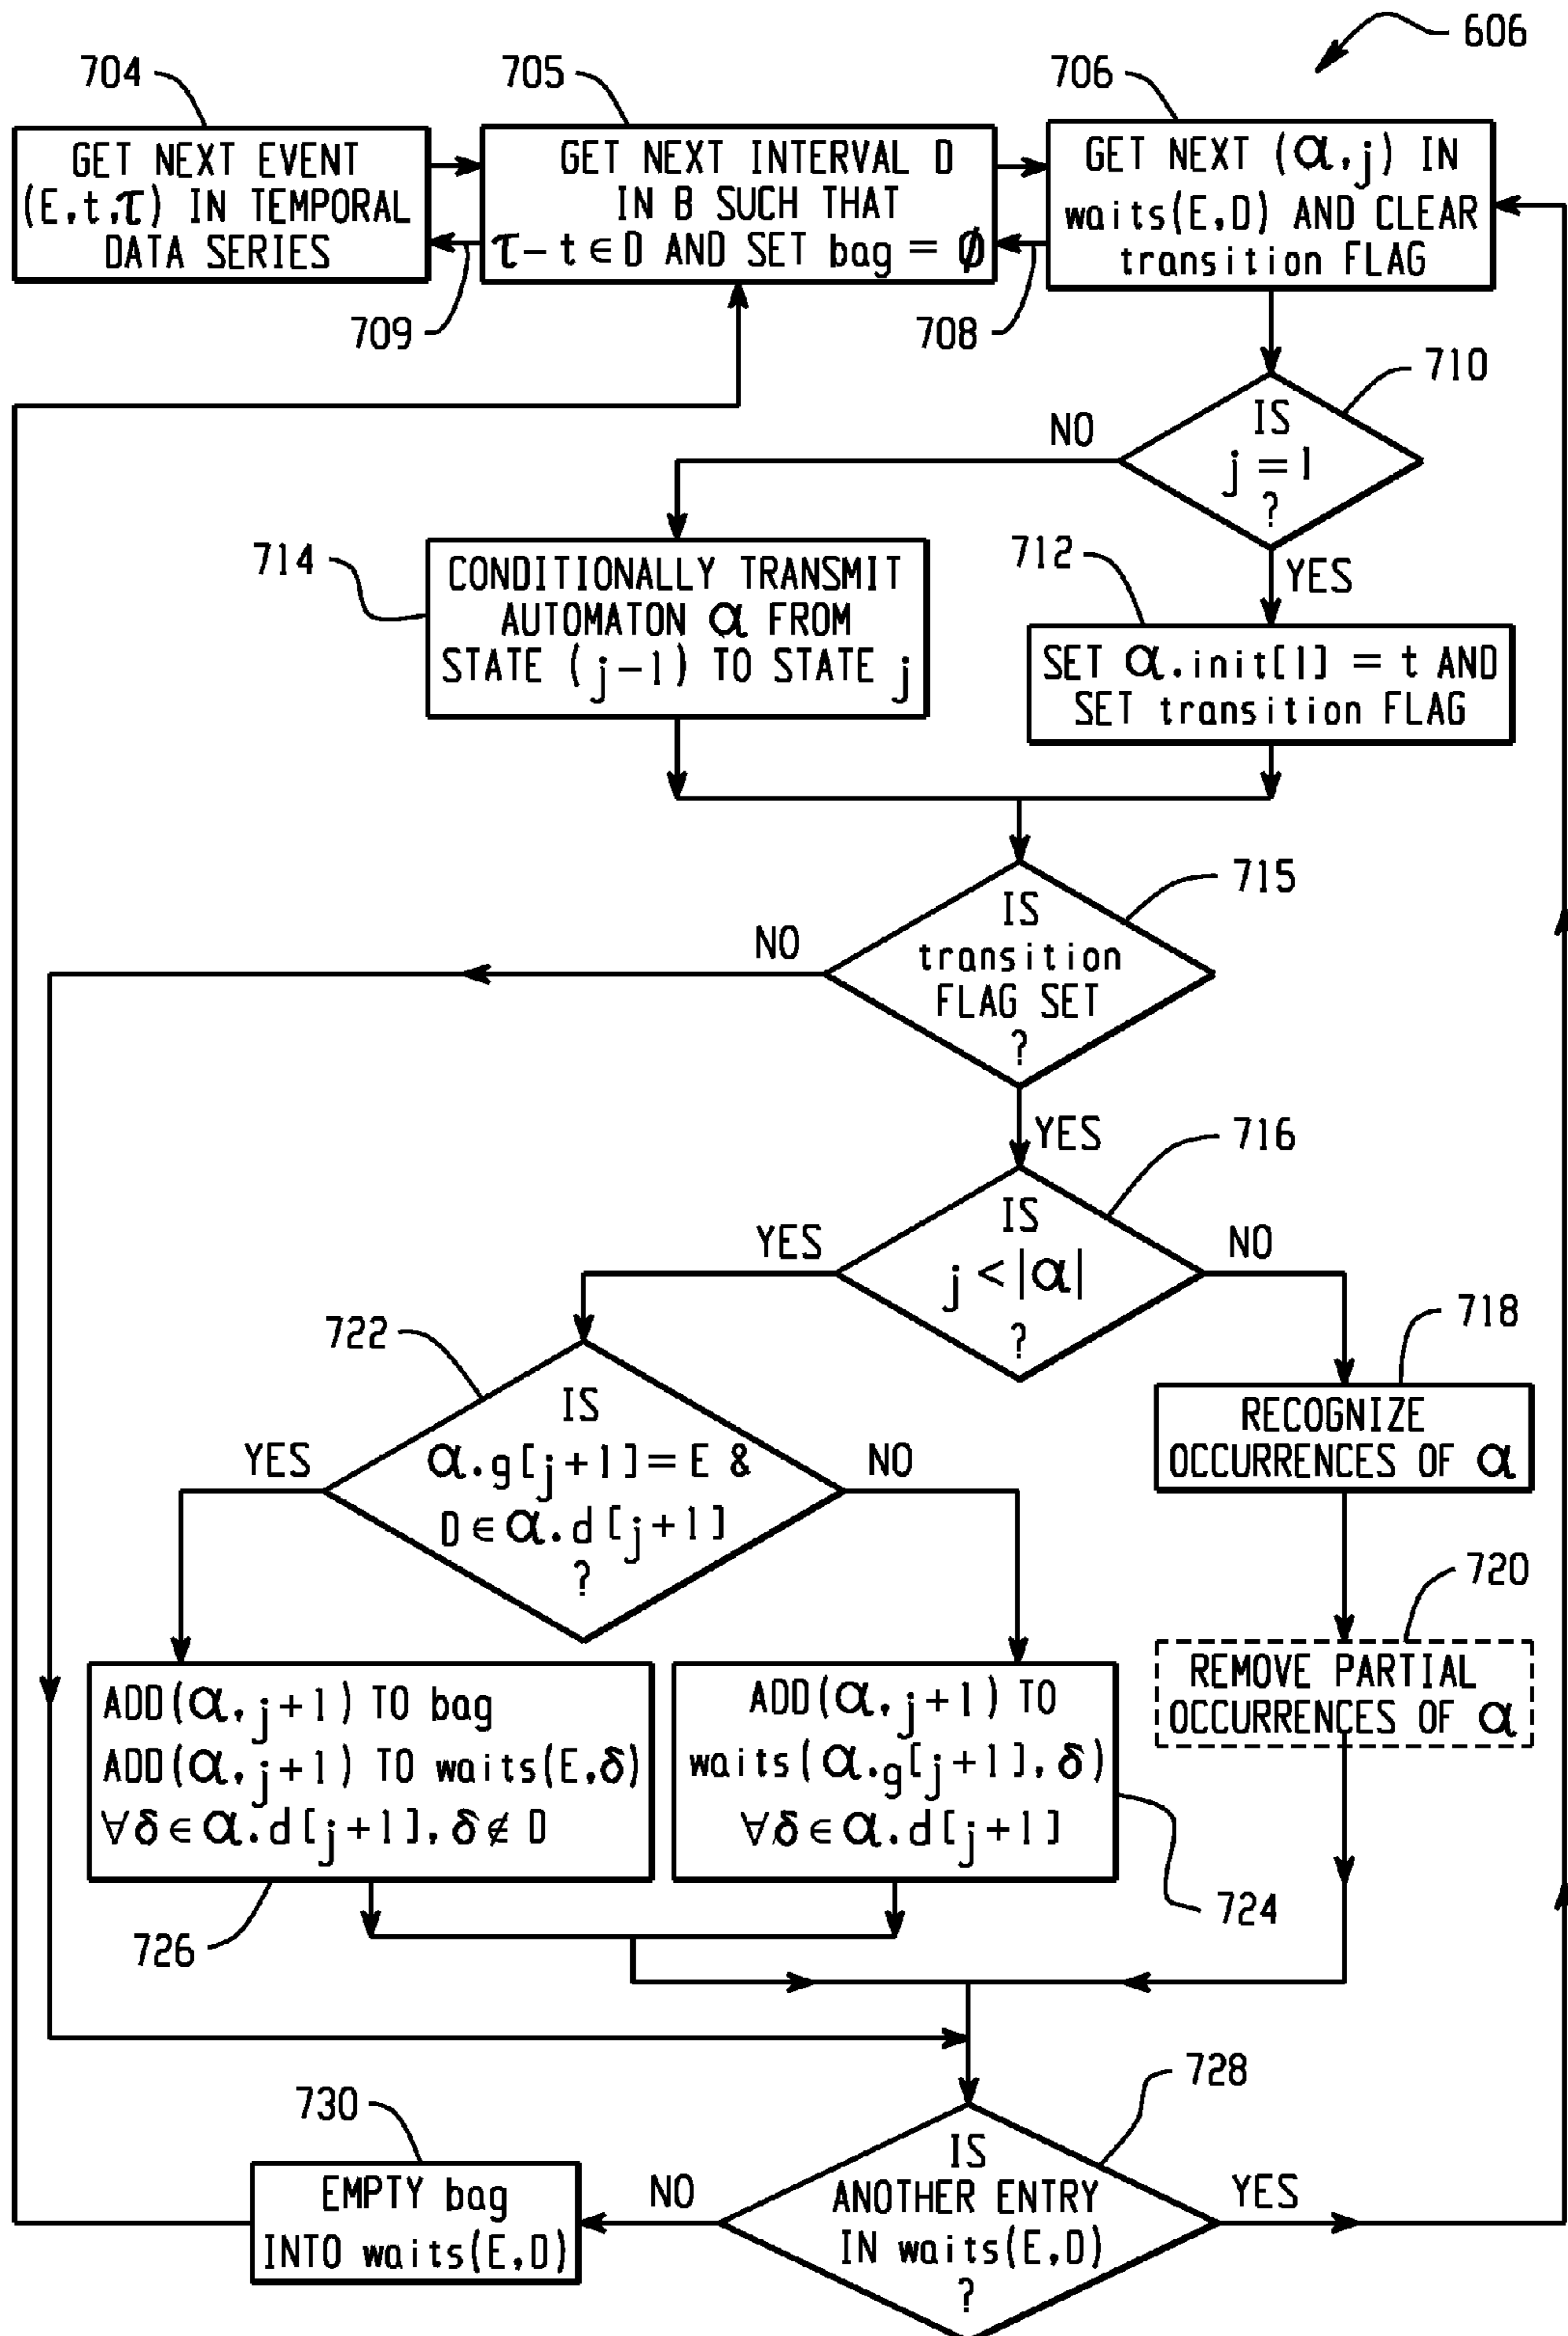 606
704
705
706
GET NEXT EVENT
(E,t,τ) IN TEMPORAL
DATA SERIES
GET NEXT INTERVAL D
IN B SUCH THAT
τ-t∈D AND SET bag = ∅
GET NEXT (α,j) IN
waits(E,D) AND CLEAR
transition FLAG
709
708
710
IS
j = 1
?
NO
YES
714
CONDITIONALLY TRANSMIT
AUTOMATON α FROM
STATE (j-1) TO STATE j
712
SET α.init[1] = t AND
SET transition FLAG
715
IS
transition
FLAG SET
?
NO
YES
716
IS
j < |α|
?
YES
NO
722
IS
α.g[j+1] = E &
D∈α.d[j+1]
?
YES
NO
718
RECOGNIZE
OCCURRENCES OF α
720
REMOVE PARTIAL
OCCURRENCES OF α
ADD(α,j+1) TO bag
ADD(α,j+1) TO waits(E,δ)
∀δ∈α.d[j+1],δ∉D
726
ADD(α,j+1) TO
waits(α.g[j+1],δ)
∀δ∈α.d[j+1]
724
728
IS
ANOTHER ENTRY
IN waits(E,D)
?
NO
YES
730
EMPTY bag
INTO waits(E,D)